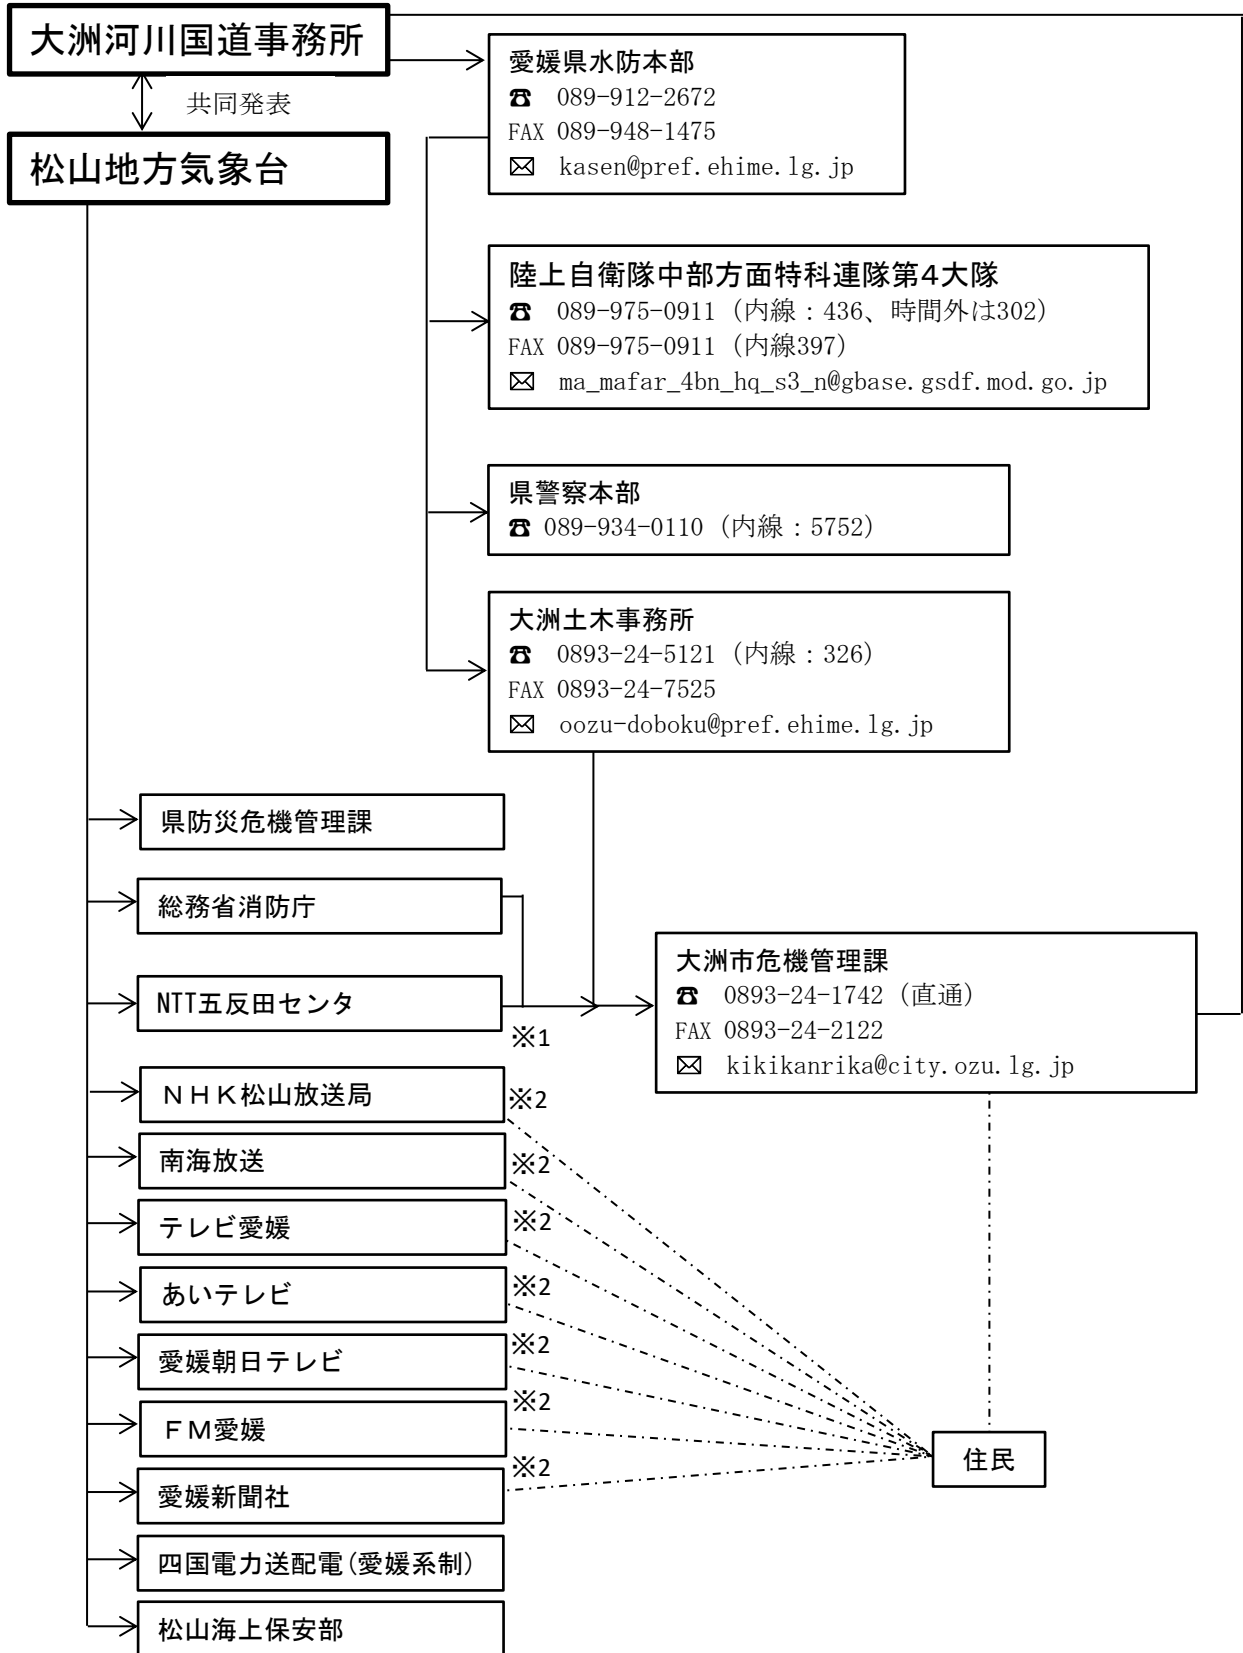 大洲河川国道事務所
共同発表
松山地方気象台
愛媛県水防本部
☎ 089-912-2672
FAX 089-948-1475
✉ kasen@pref.ehime.lg.jp
陸上自衛隊中部方面特科連隊第4大隊
☎ 089-975-0911（内線：436、時間外は302）
FAX 089-975-0911（内線397）
✉ ma_mafar_4bn_hq_s3_n@gbase.gsdf.mod.go.jp
県警察本部
☎ 089-934-0110（内線：5752）
大洲土木事務所
☎ 0893-24-5121（内線：326）
FAX 0893-24-7525
✉ oozu-doboku@pref.ehime.lg.jp
県防災危機管理課
総務省消防庁
NTT五反田センタ
※1
大洲市危機管理課
☎ 0893-24-1742（直通）
FAX 0893-24-2122
✉ kikikanrika@city.ozu.lg.jp
ＮＨＫ松山放送局
※2
南海放送
※2
テレビ愛媛
※2
あいテレビ
※2
愛媛朝日テレビ
※2
ＦＭ愛媛
※2
愛媛新聞社
※2
住民
四国電力送配電(愛媛系制)
松山海上保安部